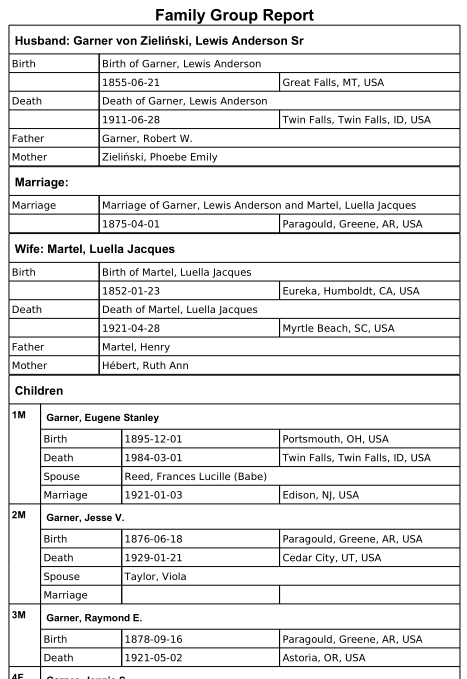 Family Group Report
Husband: Garner von Zieliński, Lewis Anderson Sr
Birth Birth of Garner, Lewis Anderson
1855-06-21 Great Falls, MT, USA
Death Death of Garner, Lewis Anderson
1911-06-28 Twin Falls, Twin Falls, ID, USA
Father Garner, Robert W.
Mother Zieliński, Phoebe Emily
Marriage:
Marriage Marriage of Garner, Lewis Anderson and Martel, Luella Jacques
1875-04-01 Paragould, Greene, AR, USA
Wife: Martel, Luella Jacques
Birth Birth of Martel, Luella Jacques
1852-01-23 Eureka, Humboldt, CA, USA
Death Death of Martel, Luella Jacques
1921-04-28 Myrtle Beach, SC, USA
Father Martel, Henry
Mother Hébert, Ruth Ann
Children
1M Garner, Eugene Stanley
Birth 1895-12-01 Portsmouth, OH, USA
Death 1984-03-01 Twin Falls, Twin Falls, ID, USA
Spouse Reed, Frances Lucille (Babe)
Marriage 1921-01-03 Edison, NJ, USA
2M Garner, Jesse V.
Birth 1876-06-18 Paragould, Greene, AR, USA
Death 1929-01-21 Cedar City, UT, USA
Spouse Taylor, Viola
Marriage
3M Garner, Raymond E.
Birth 1878-09-16 Paragould, Greene, AR, USA
Death 1921-05-02 Astoria, OR, USA
4F Garner, Jennie S.